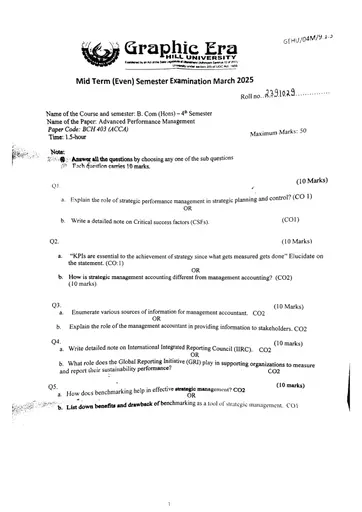 GEHU/04M/9.2.2
Graphic Era
HILL UNIVERSITY
Mid Term (Even) Semester Examination March 2025
Roll no..2391029
Name of the Course and semester: B. Com (Hons) – 4th Semester
Name of the Paper: Advanced Performance Management
Paper Code: BCH 403 (ACCA)
Time: 1.5-hour
Maximum Marks: 50
Note:
Answer all the questions by choosing any one of the sub questions
Each question carries 10 marks.
(10 Marks)
Q1
a. Explain the role of strategic performance management in strategic planning and control? (CO 1)
OR
b. Write a detailed note on Critical success factors (CSFs). (CO1)
Q2. (10 Marks)
a. "KPIs are essential to the achievement of strategy since what gets measured gets done" Elucidate on
the statement. (CO:1)
OR
b. How is strategic management accounting different from management accounting? (CO2)
(10 marks)
Q3. (10 Marks)
a. Enumerate various sources of information for management accountant. CO2
OR
b. Explain the role of the management accountant in providing information to stakeholders. CO2
Q4. (10 marks)
a. Write detailed note on International Integrated Reporting Council (IIRC). CO2
OR
b. What role does the Global Reporting Initiative (GRI) play in supporting organizations to measure
and report their sustainability performance? CO2
Q5. (10 marks)
a. How does benchmarking help in effective strategic management? CO2
OR
b. List down benefits and drawback of benchmarking as a tool of strategic management. CO1
1